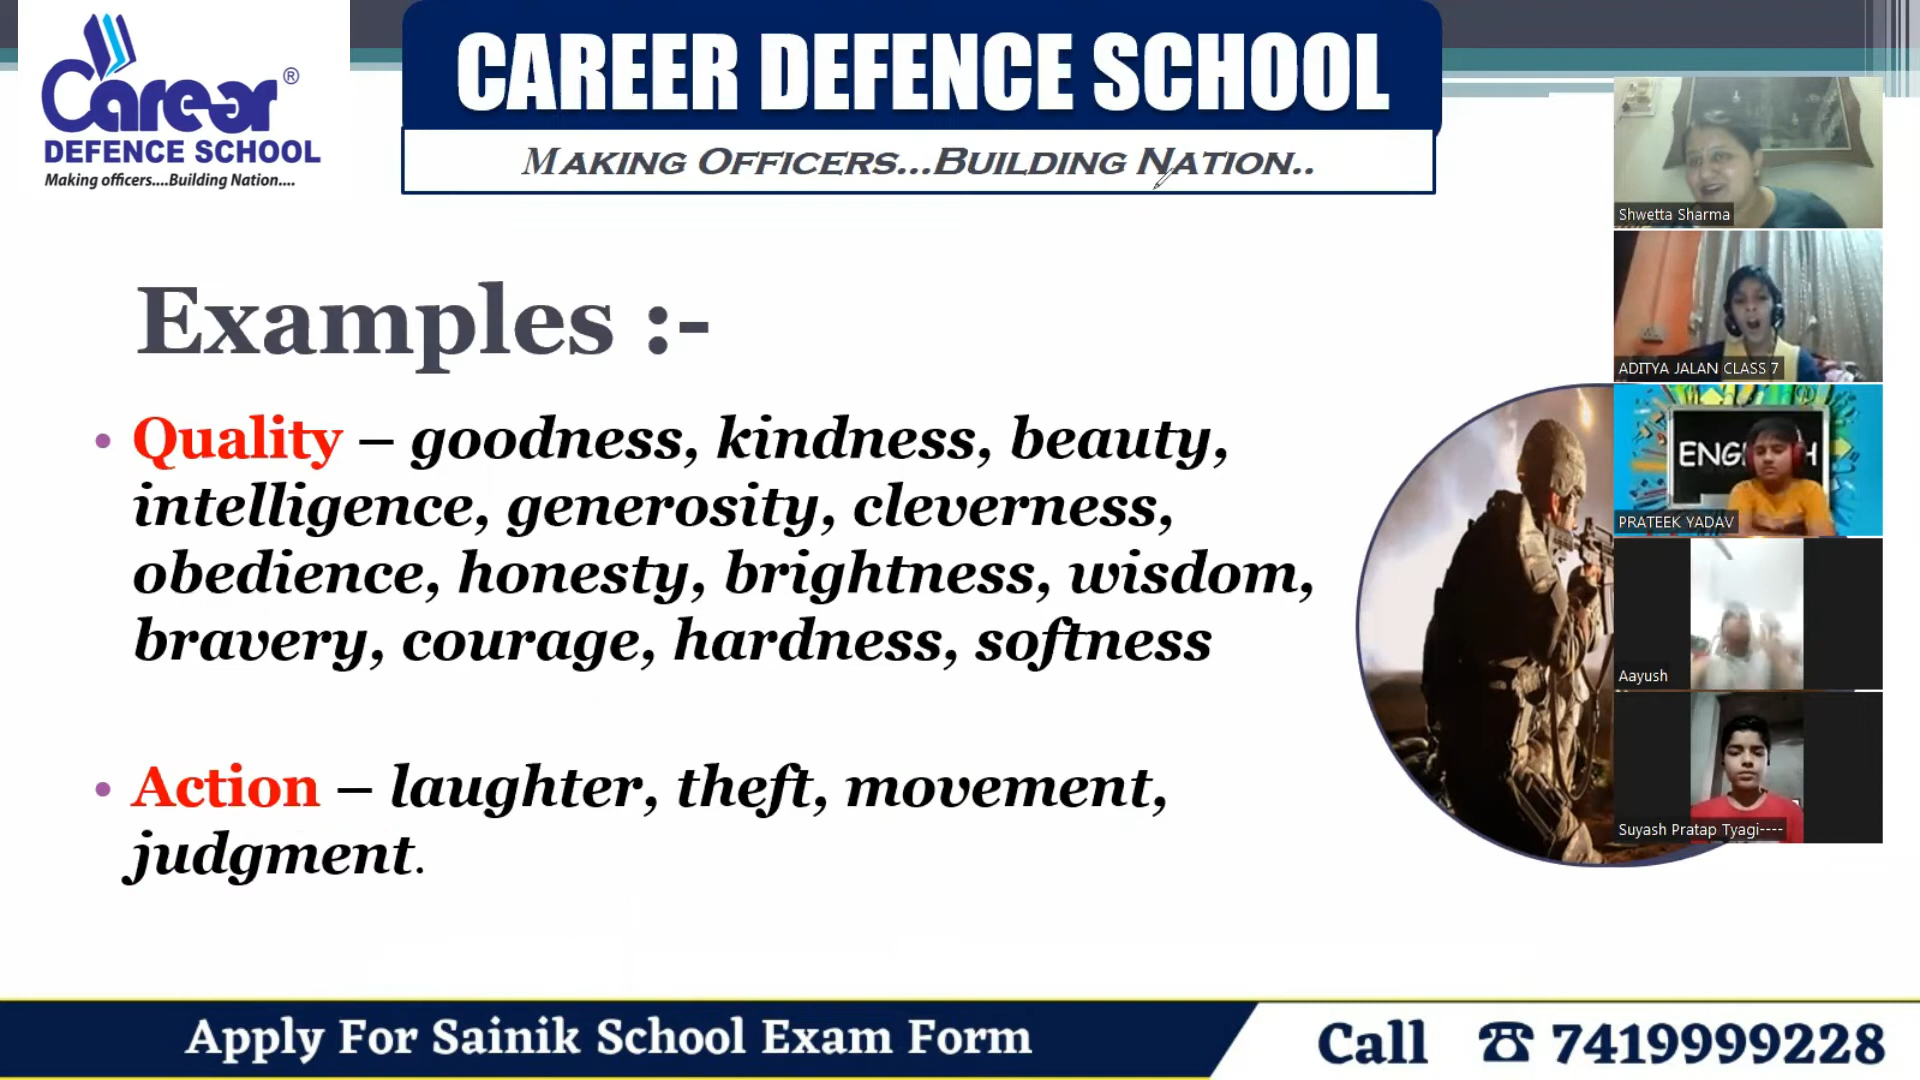 Career®
DEFENCE SCHOOL
Making officers....Building Nation....
CAREER DEFENCE SCHOOL
MAKING OFFICERS...BUILDING NATION..
Examples :-
• Quality – goodness, kindness, beauty,
intelligence, generosity, cleverness,
obedience, honesty, brightness, wisdom,
bravery, courage, hardness, softness
• Action – laughter, theft, movement,
judgment.
Shwetta Sharma
ADITYA JALAN CLASS 7
PRATEEK YADAV
Aayush
Suyash Pratap Tyagi----
Apply For Sainik School Exam Form
Call ☎ 7419999228